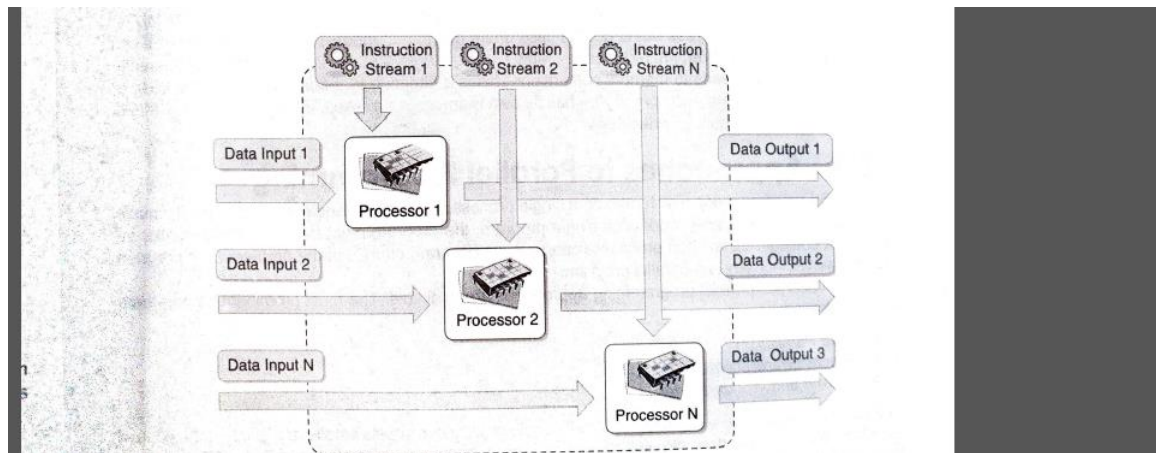 Instruction
Stream 1
Instruction
Stream 2
Instruction
Stream N
Data Input 1
Data Output 1
Processor 1
Data Input 2
Data Output 2
Processor 2
Data Input N
Data Output 3
Processor N